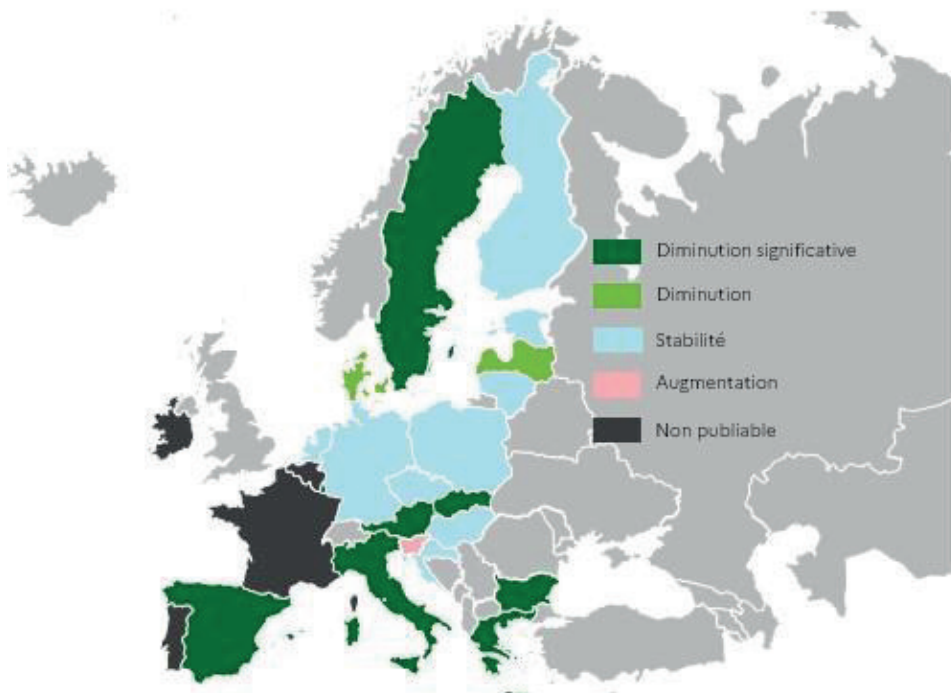 Diminution significative
Diminution
Stabilité
Augmentation
Non publiable